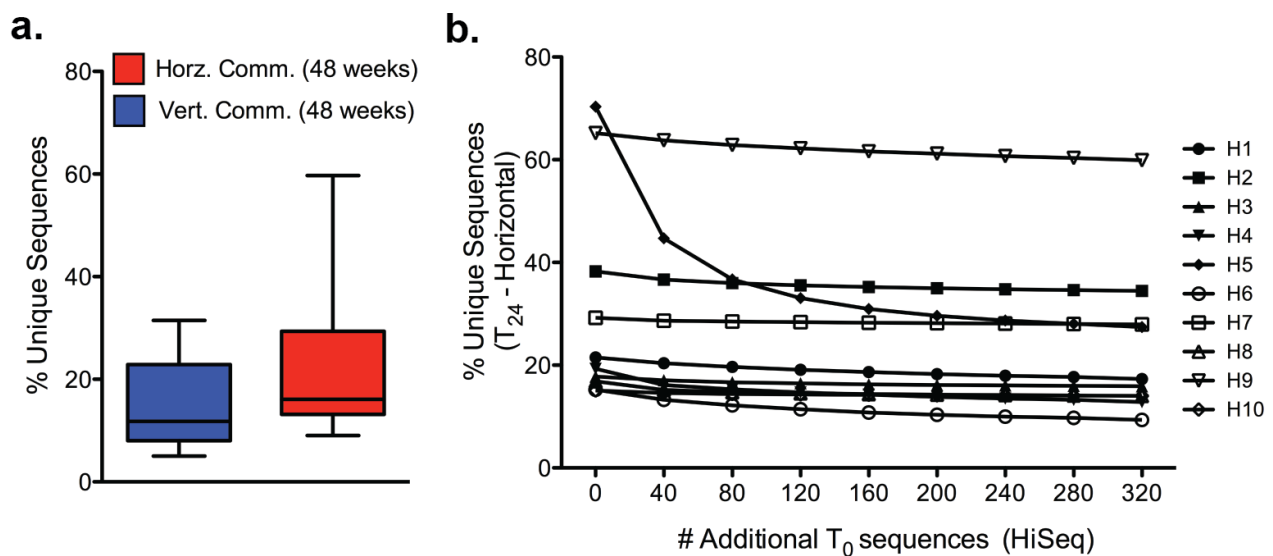 a.
80
60
40
20
0
% Unique Sequences
Horz. Comm. (48 weeks)
Vert. Comm. (48 weeks)
b.
80
60
40
20
0
% Unique Sequences
(T24 - Horizontal)
0 40 80 120 160 200 240 280 320
# Additional T0 sequences (HiSeq)
H1
H2
H3
H4
H5
H6
H7
H8
H9
H10